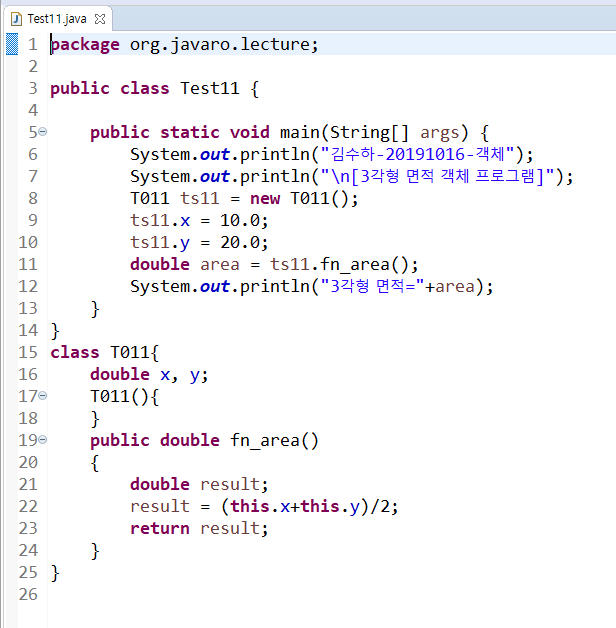 Test11.java
1 package org.javaro.lecture;
2
3 public class Test11 {
4
5     public static void main(String[] args) {
6         System.out.println("김수하-20191016-객체");
7         System.out.println("\n[3각형 면적 객체 프로그램]");
8         T011 ts11 = new T011();
9         ts11.x = 10.0;
10         ts11.y = 20.0;
11         double area = ts11.fn_area();
12         System.out.println("3각형 면적="+area);
13     }
14 }
15 class T011{
16     double x, y;
17     T011(){
18     }
19     public double fn_area()
20     {
21         double result;
22         result = (this.x+this.y)/2;
23         return result;
24     }
25 }
26